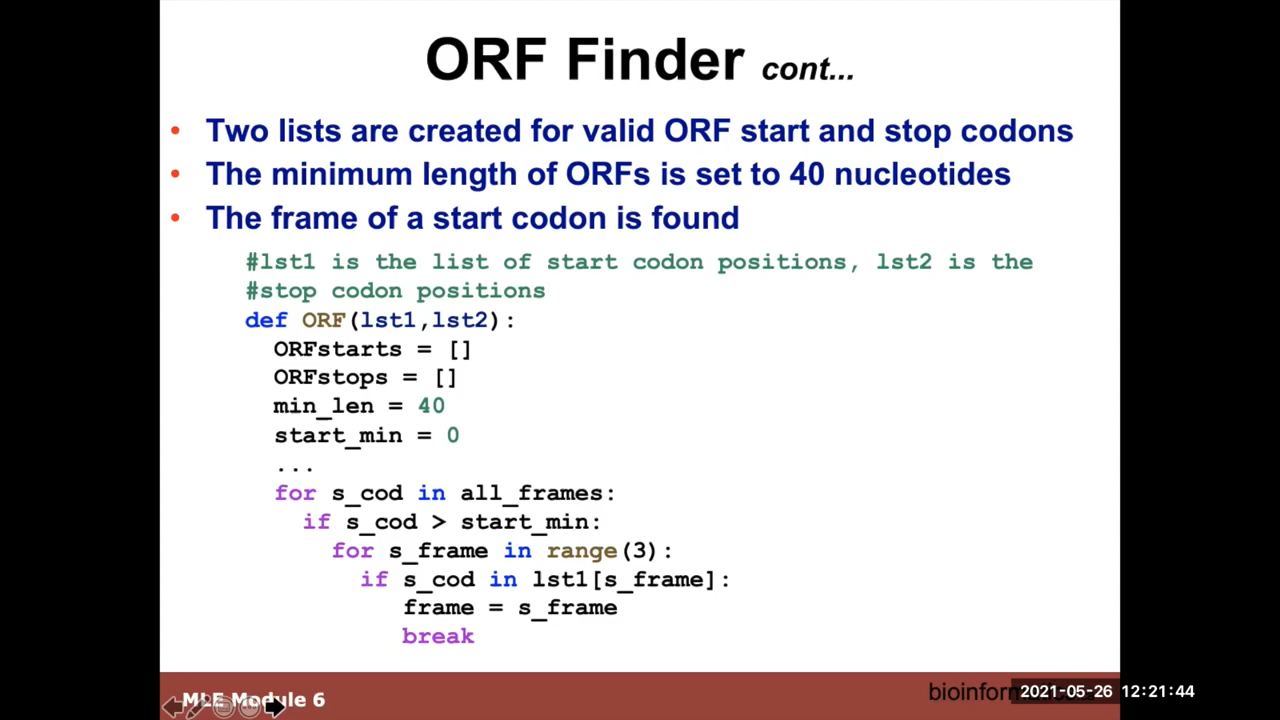 ORF Finder cont...
• Two lists are created for valid ORF start and stop codons
• The minimum length of ORFs is set to 40 nucleotides
• The frame of a start codon is found
#lst1 is the list of start codon positions, lst2 is the
#stop codon positions
def ORF(lst1,lst2):
  ORFstarts = []
  ORFstops = []
  min_len = 40
  start_min = 0
  ...
  for s_cod in all_frames:
    if s_cod > start_min:
      for s_frame in range(3):
        if s_cod in lst1[s_frame]:
           frame = s_frame
           break
MLE Module 6
2021-05-26 12:21:44